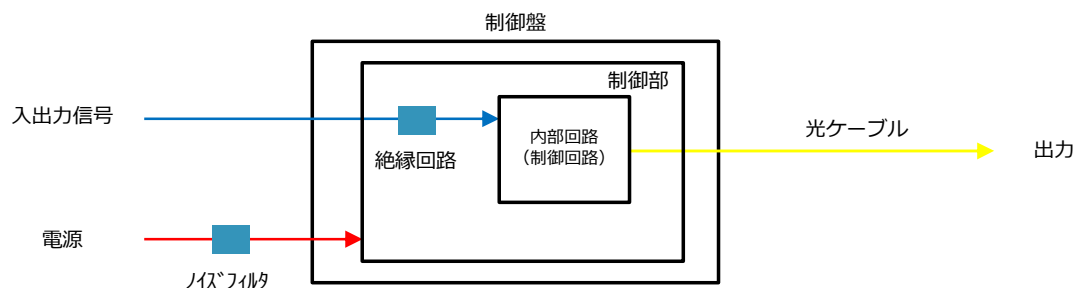 制御盤
制御部
入出力信号
内部回路
（制御回路）
光ケーブル
出力
絶縁回路
電源
ﾉｲｽﾞﾌｨﾙﾀ